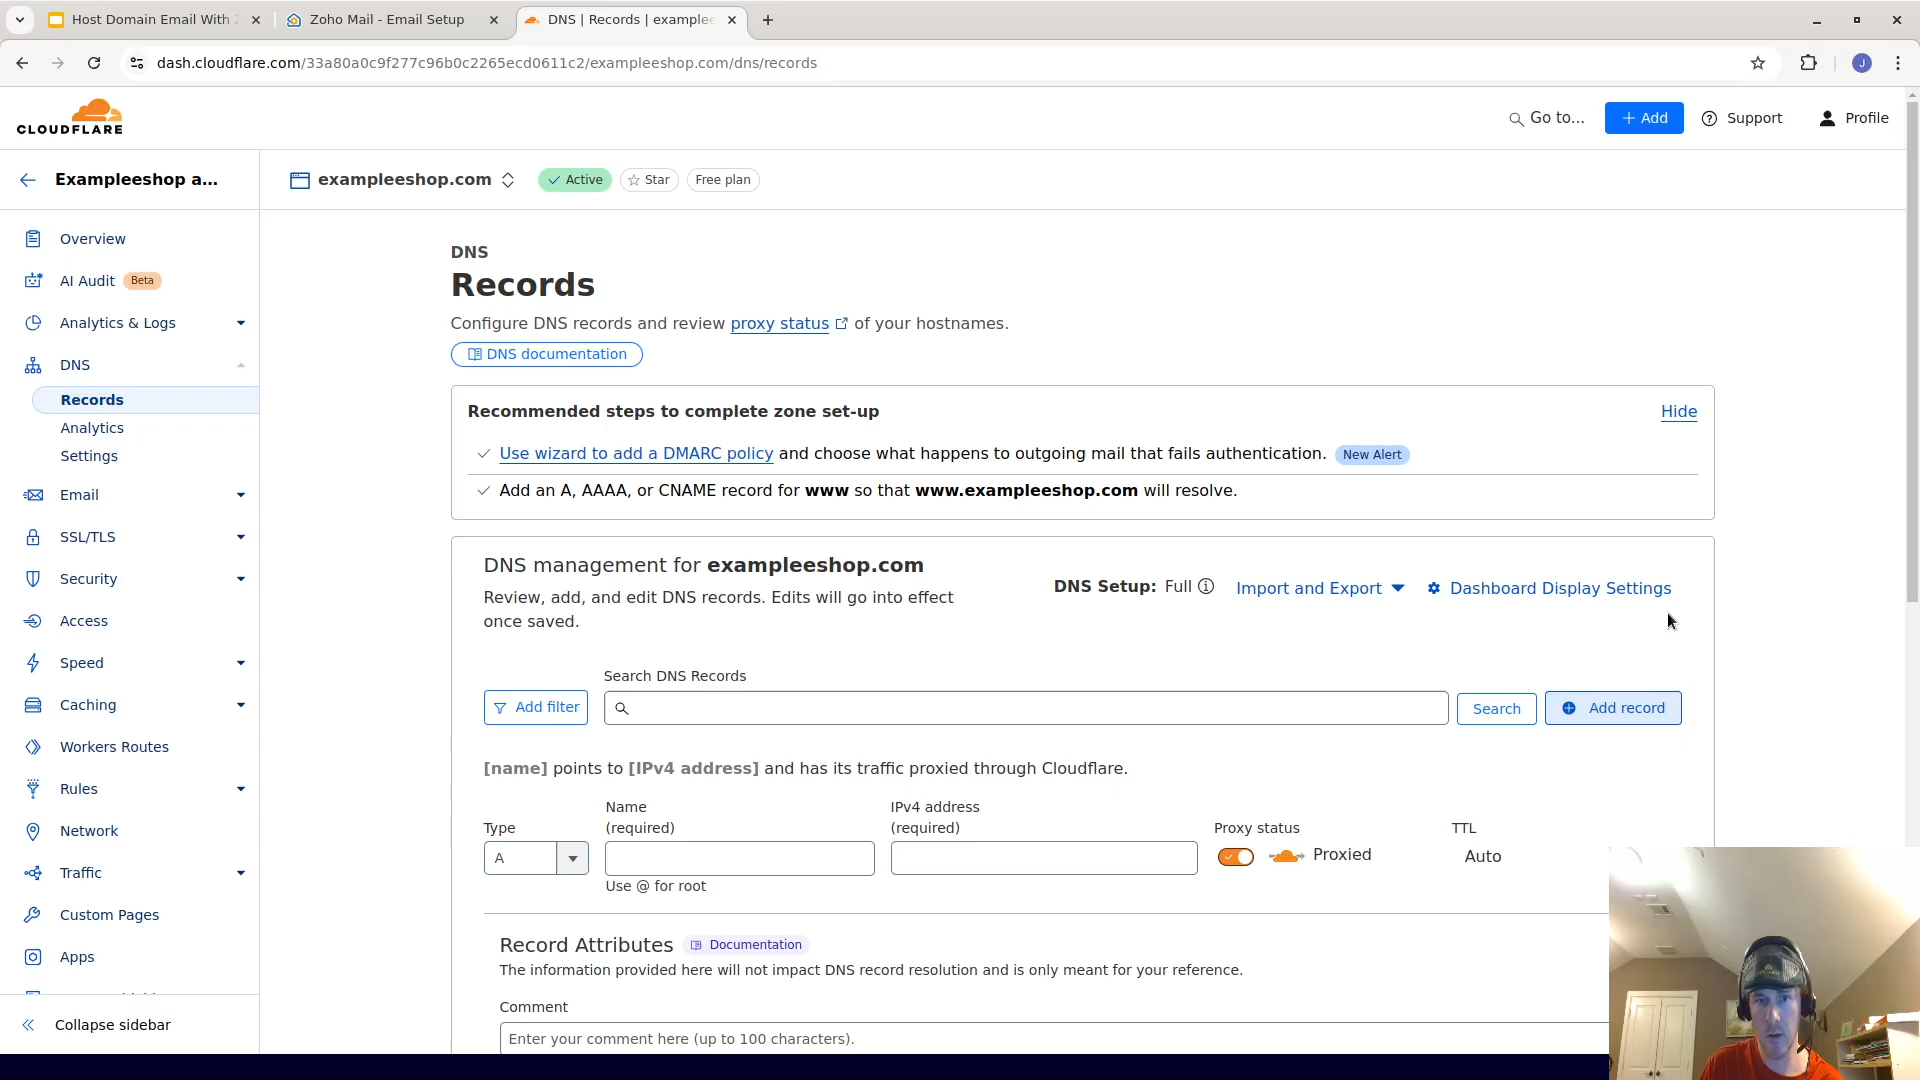 Host Domain Email With
Zoho Mail - Email Setup
DNS | Records | example
dash.cloudflare.com/33a80a0c9f277c96b0c2265ecd0611c2/exampleeshop.com/dns/records
J
CLOUDFLARE
Go to...
+ Add
Support
Profile
Exampleeshop a...
exampleeshop.com
Active
Star
Free plan
Overview
AI Audit Beta
Analytics & Logs
DNS
Records
Analytics
Settings
Email
SSL/TLS
Security
Access
Speed
Caching
Workers Routes
Rules
Network
Traffic
Custom Pages
Apps
Collapse sidebar
DNS
Records
Configure DNS records and review proxy status of your hostnames.
DNS documentation
Recommended steps to complete zone set-up
Hide
Use wizard to add a DMARC policy and choose what happens to outgoing mail that fails authentication. New Alert
Add an A, AAAA, or CNAME record for www so that www.exampleeshop.com will resolve.
DNS management for exampleeshop.com
Review, add, and edit DNS records. Edits will go into effect
once saved.
DNS Setup: Full
Import and Export
Dashboard Display Settings
Search DNS Records
Add filter
Search
Add record
[name] points to [IPv4 address] and has its traffic proxied through Cloudflare.
Type
Name
(required)
IPv4 address
(required)
Proxy status
TTL
A
Proxied
Auto
Use @ for root
Record Attributes Documentation
The information provided here will not impact DNS record resolution and is only meant for your reference.
Comment
Enter your comment here (up to 100 characters).